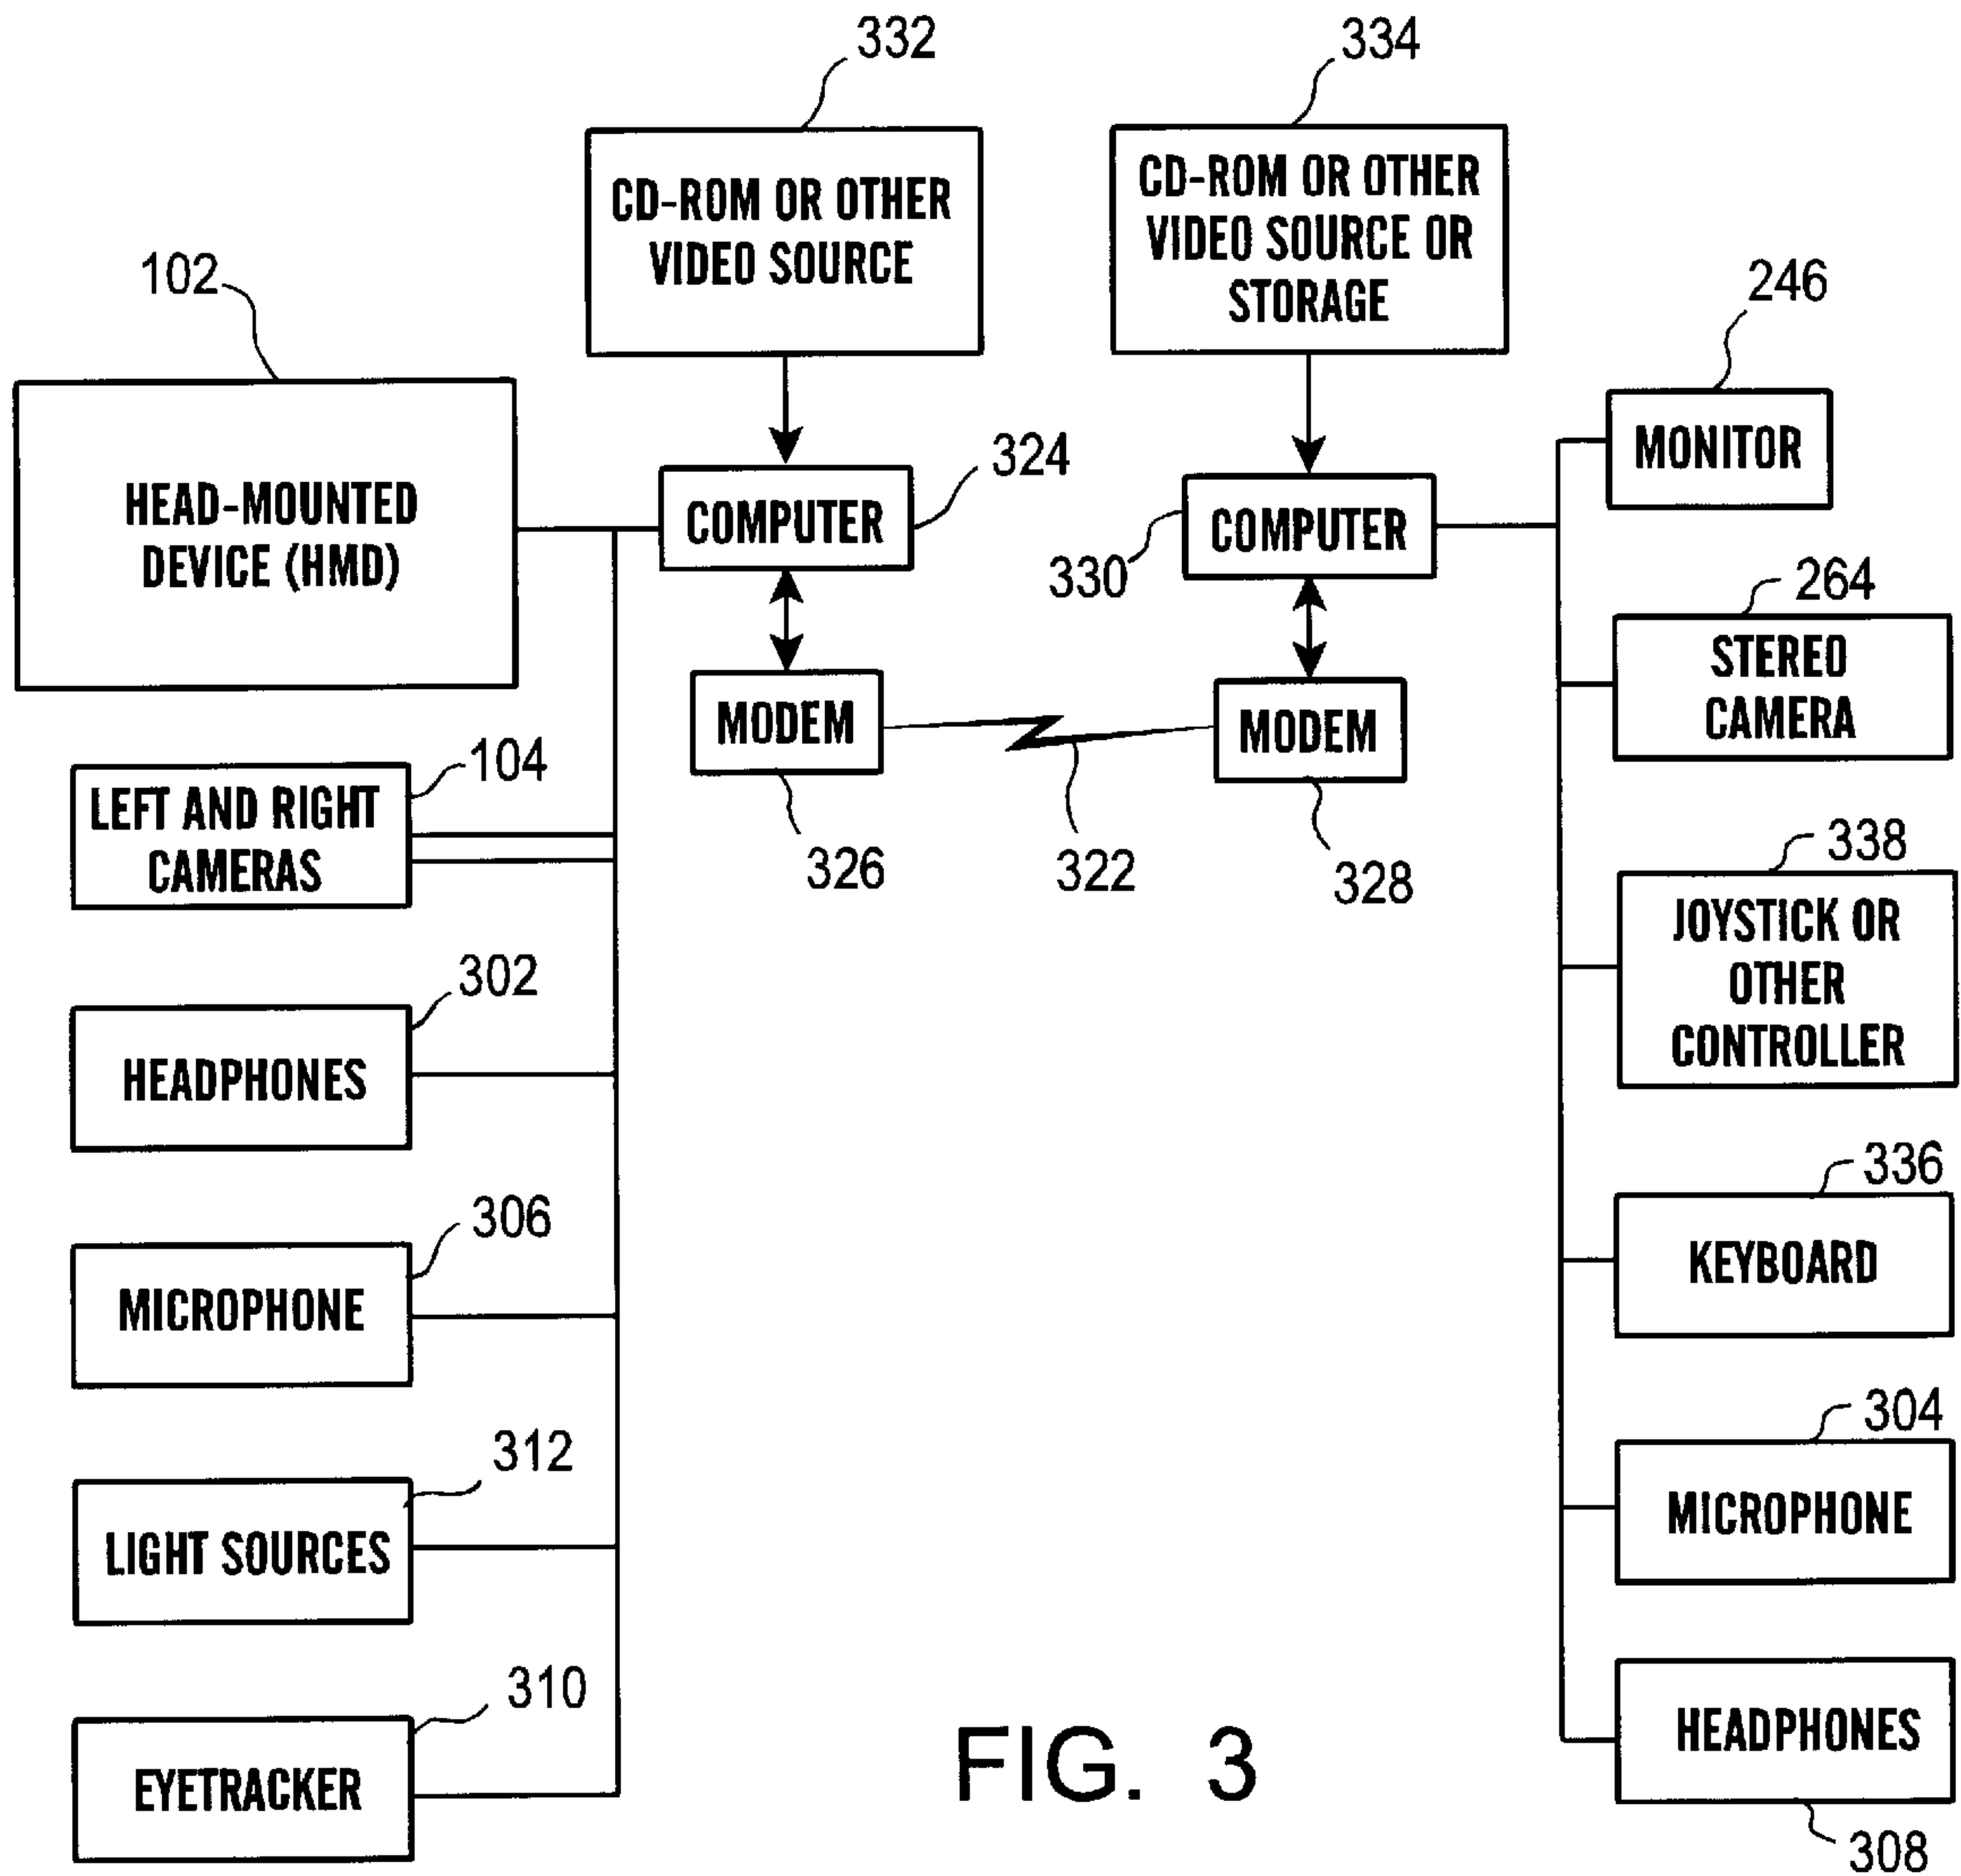 332
334
CD-ROM OR OTHER
VIDEO SOURCE
CD-ROM OR OTHER
VIDEO SOURCE OR
STORAGE
102
246
HEAD-MOUNTED
DEVICE (HMD)
COMPUTER
324
330
COMPUTER
MONITOR
264
STEREO
CAMERA
MODEM
326
322
MODEM
328
104
LEFT AND RIGHT
CAMERAS
338
JOYSTICK OR
OTHER
CONTROLLER
302
HEADPHONES
336
KEYBOARD
306
MICROPHONE
304
MICROPHONE
312
LIGHT SOURCES
310
EYETRACKER
HEADPHONES
308
FIG. 3